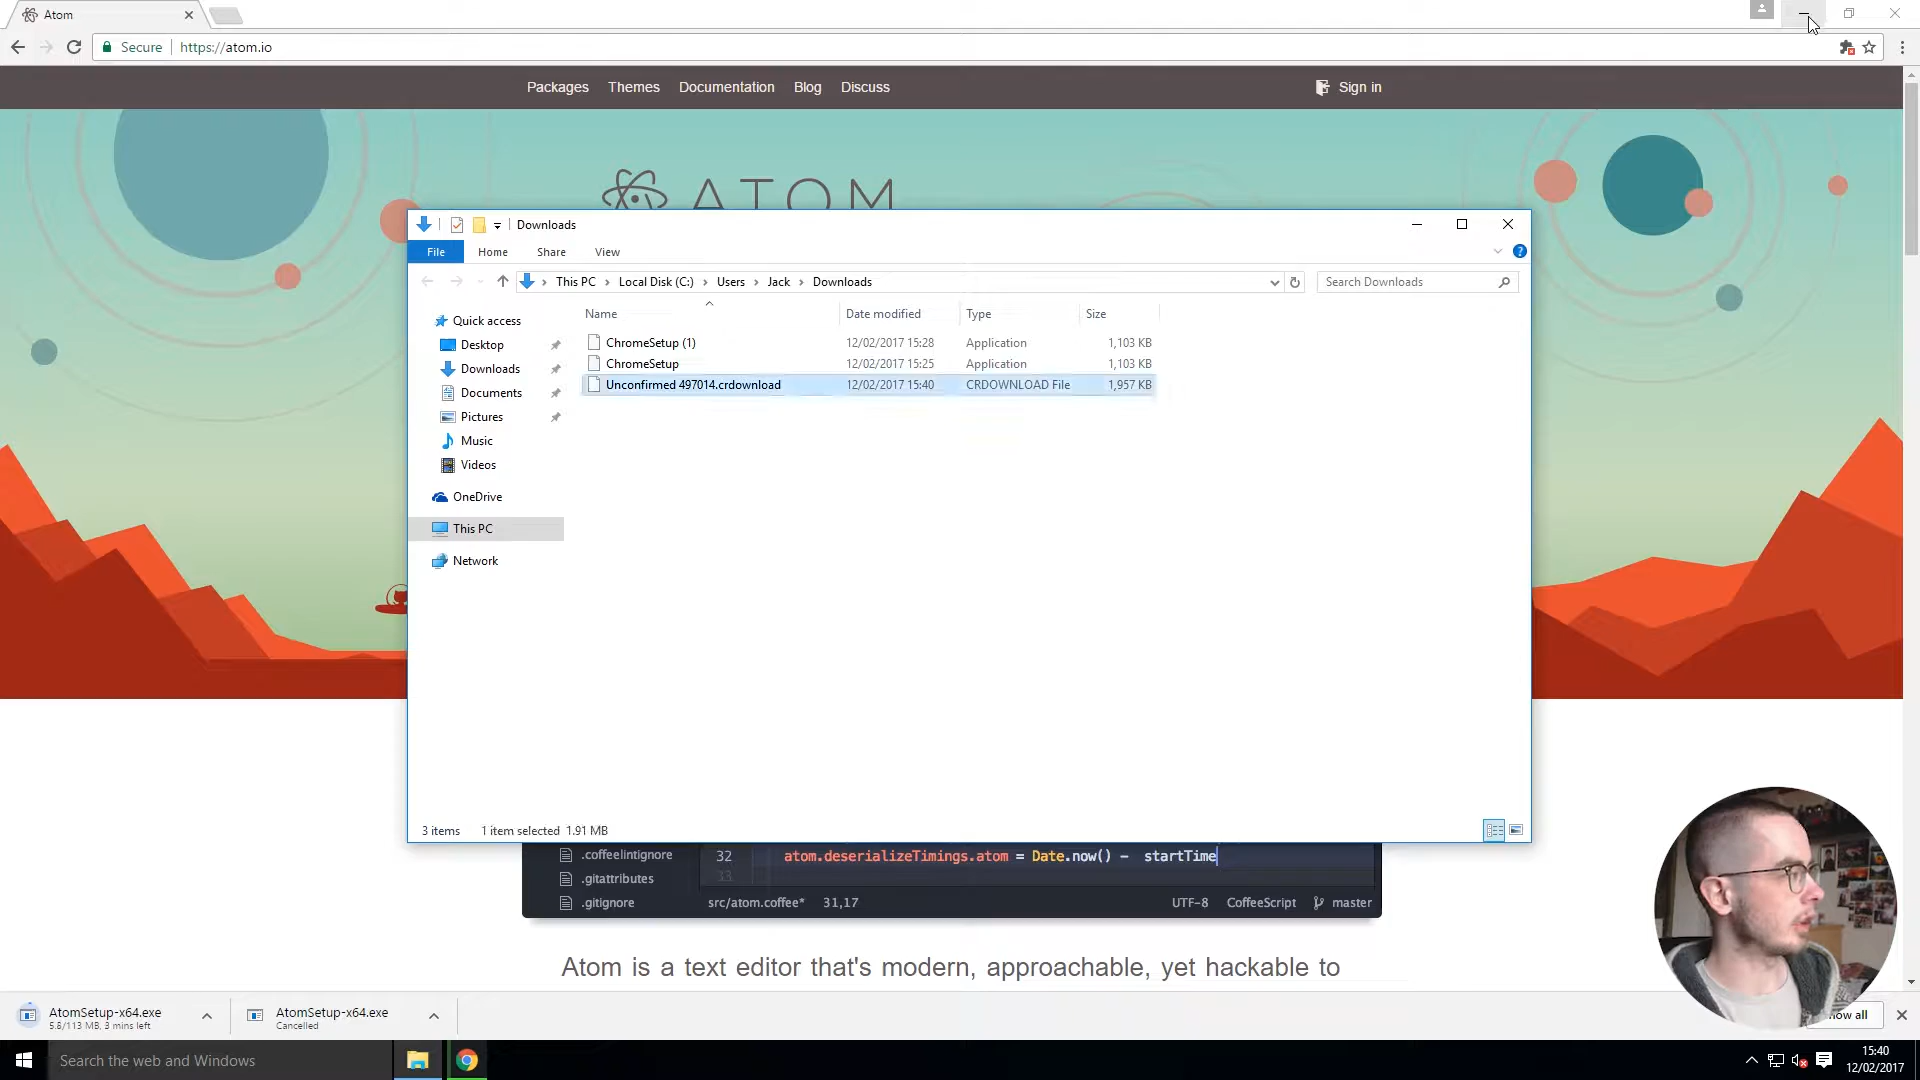 Atom
Secure
https://atom.io
Packages
Themes
Documentation
Blog
Discuss
Sign in
ATOM
Downloads
File
Home
Share
View
This PC
Local Disk (C:)
Users
Jack
Downloads
Search Downloads
Name
Date modified
Type
Size
Quick access
Desktop
Downloads
Documents
Pictures
Music
Videos
OneDrive
This PC
Network
ChromeSetup (1) 12/02/2017 15:28 Application 1,103 KB
ChromeSetup 12/02/2017 15:25 Application 1,103 KB
Unconfirmed 497014.crdownload 12/02/2017 15:40 CRDOWNLOAD File 1,957 KB
3 items 1 item selected 1.91 MB
.coffeelintignore
.gitattributes
.gitignore
32 atom.deserializeTimings.atom = Date.now() - startTime
33
src/atom.coffee* 31,17
UTF-8 CoffeeScript master
Atom is a text editor that's modern, approachable, yet hackable to
AtomSetup-x64.exe
5.8/113 MB, 3 mins left
AtomSetup-x64.exe
Cancelled
all
Search the web and Windows
15:40
12/02/2017